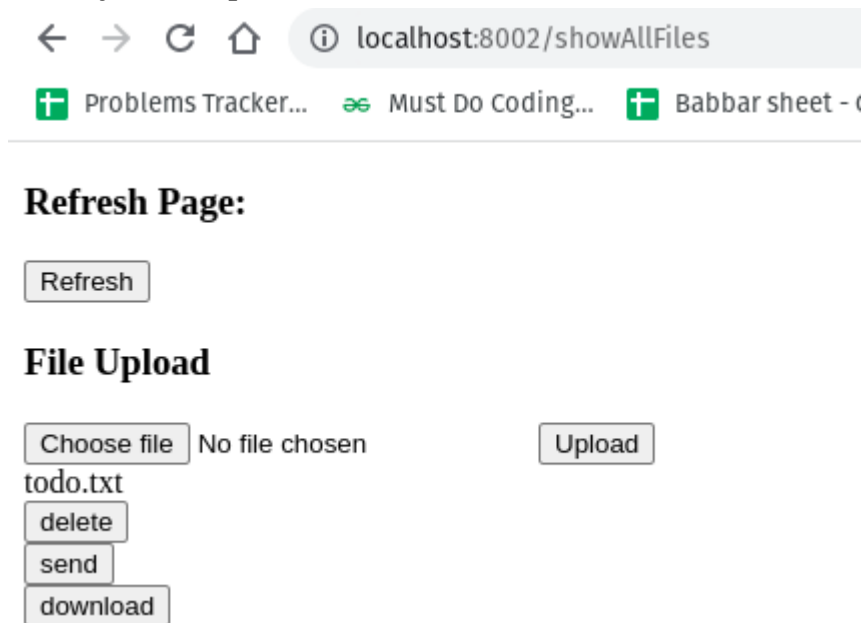 localhost:8002/showAllFiles
Problems Tracker... Must Do Coding... Babbar sheet -
Refresh Page:
Refresh
File Upload
Choose file No file chosen Upload
todo.txt
delete
send
download